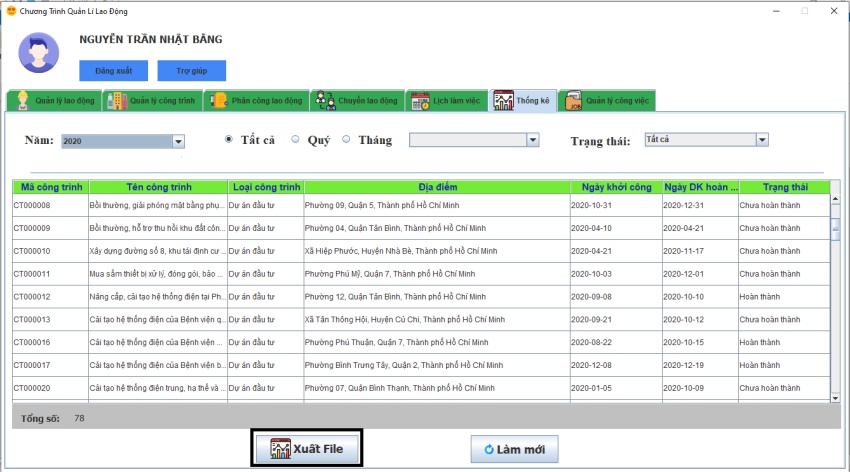 Chương Trình Quản Lí Lao Động
NGUYỄN TRẦN NHẬT BẰNG
Đăng xuất Trợ giúp
Quản lý lao động Quản lý công trình Phân công lao động Chuyển lao động Lịch làm việc Thống kê Quản lý công việc
Năm: 2020 Tất cả Quý Tháng Trạng thái: Tất cả
Mã công trình Tên công trình Loại công trình Địa điểm Ngày khởi công Ngày DK hoàn ... Trạng thái
CT000008 Bồi thường, giải phóng mặt bằng phụ... Dự án đầu tư Phường 09, Quận 5, Thành phố Hồ Chí Minh 2020-10-31 2020-12-31 Chưa hoàn thành
CT000009 Bồi thường, hỗ trợ thu hồi khu đất côn... Dự án đầu tư Phường 04, Quận Tân Bình, Thành phố Hồ Chí Minh 2020-04-10 2020-04-21 Chưa hoàn thành
CT000010 Xây dựng đường số 8, khu tái định cư ... Dự án đầu tư Xã Hiệp Phước, Huyện Nhà Bè, Thành phố Hồ Chí Minh 2020-04-21 2020-11-17 Chưa hoàn thành
CT000011 Mua sắm thiết bị xử lý, đóng gói, bảo ... Dự án đầu tư Phường Phú Mỹ, Quận 7, Thành phố Hồ Chí Minh 2020-10-03 2020-12-01 Chưa hoàn thành
CT000012 Nâng cấp, cải tạo hệ thống điện tại Ph... Dự án đầu tư Phường 12, Quận Tân Bình, Thành phố Hồ Chí Minh 2020-09-08 2020-10-10 Hoàn thành
CT000013 Cải tạo hệ thống điện của Bệnh viện q... Dự án đầu tư Xã Tân Thông Hội, Huyện Củ Chi, Thành phố Hồ Chí Minh 2020-09-21 2020-10-12 Chưa hoàn thành
CT000016 Cải tạo hệ thống điện của Bệnh viện ... Dự án đầu tư Phường Phú Thuận, Quận 7, Thành phố Hồ Chí Minh 2020-08-22 2020-10-15 Hoàn thành
CT000017 Cải tạo hệ thống điện của Bệnh viện b... Dự án đầu tư Phường Bình Trưng Tây, Quận 2, Thành phố Hồ Chí Minh 2020-12-08 2020-12-19 Hoàn thành
CT000020 Cải tạo hệ thống điện trung, hạ thế và ... Dự án đầu tư Phường 07, Quận Bình Thạnh, Thành phố Hồ Chí Minh 2020-01-05 2020-10-09 Chưa hoàn thành
Tổng số: 78
Xuất File Làm mới